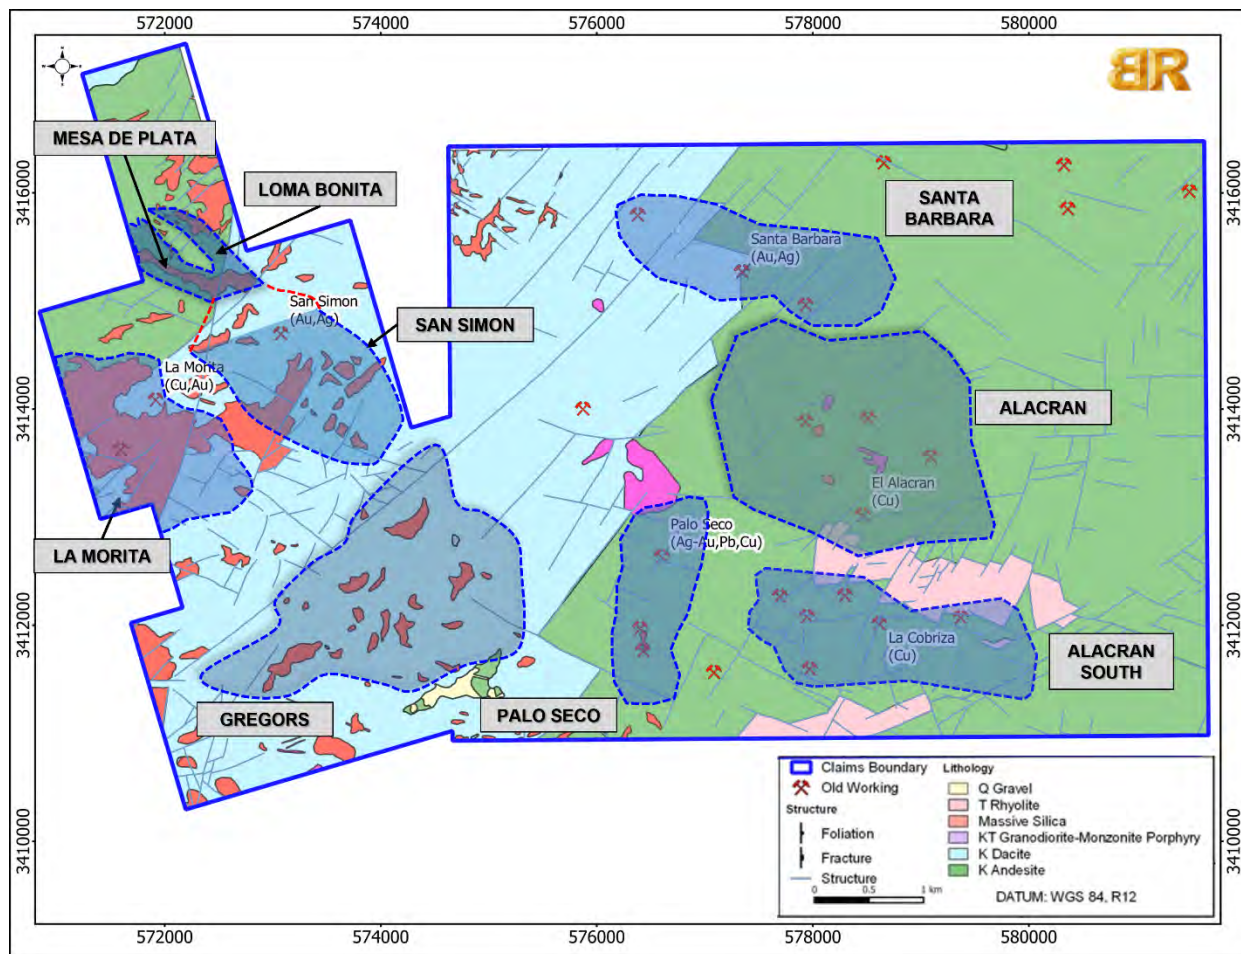 572000 574000 576000 578000 580000
BR
N
W E
S
MESA DE PLATA
LOMA BONITA
3416000 3416000
SANTA
BARBARA
Santa Barbara
(Au,Ag)
San Simon
(Au,Ag)
SAN SIMON
La Morita
(Cu,Au)
3414000 3414000
ALACRAN
El Alacran
(Cu)
Palo Seco
(Ag-Au,Pb,Cu)
LA MORITA
3412000 3412000
La Cobriza
(Cu)
ALACRAN
SOUTH
GREGORS
PALO SECO
Claims Boundary
Old Working
Structure
Foliation
Fracture
Structure
0 0.5 1 km
Lithology
Q Gravel
T Rhyolite
Massive Silica
KT Granodiorite-Monzonite Porphyry
K Dacite
K Andesite
DATUM: WGS 84, R12
3410000 3410000
572000 574000 576000 578000 580000